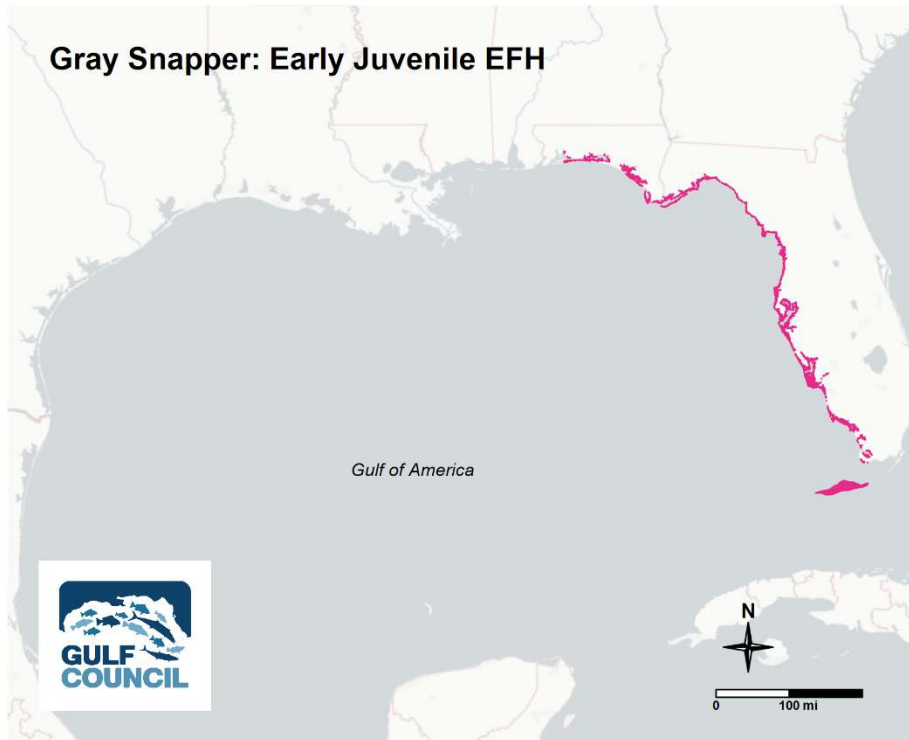 Gray Snapper: Early Juvenile EFH
Gulf of America
GULF
COUNCIL
N
0 100 mi